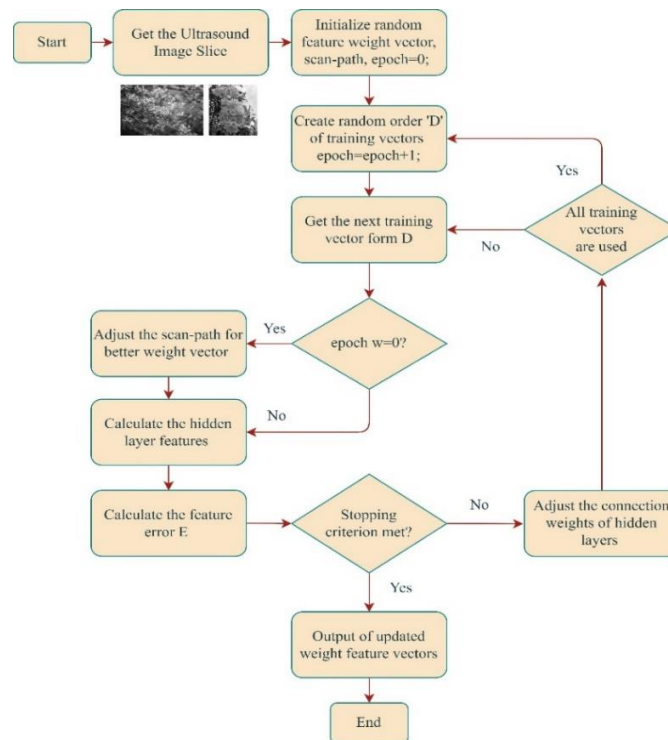 Start
Get the Ultrasound
Image Slice
Initialize random
feature weight vector,
scan-path, epoch=0;
Create random order 'D'
of training vectors
epoch=epoch+1;
Yes
All training
vectors
are used
Get the next training
vector form D
No
Adjust the scan-path for
better weight vector
Yes
epoch w=0?
Calculate the hidden
layer features
No
Calculate the feature
error E
Stopping
criterion met?
No
Adjust the connection
weights of hidden
layers
Yes
Output of updated
weight feature vectors
End